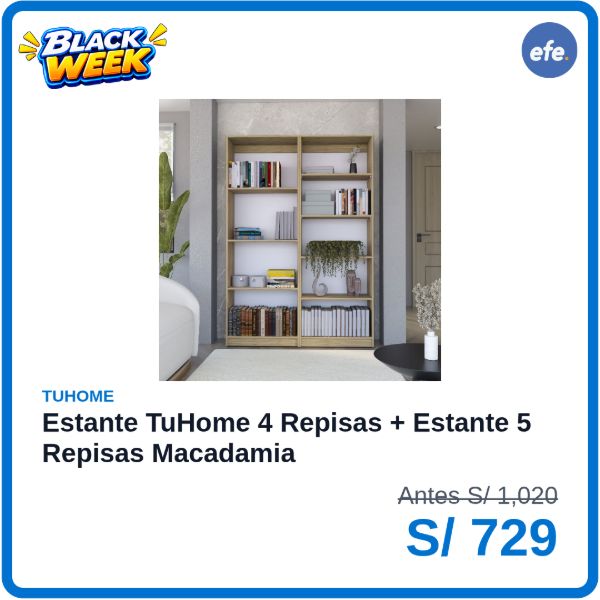 BLACK
WEEK
efe.
TUHOME
Estante TuHome 4 Repisas + Estante 5
Repisas Macadamia
Antes S/ 1,020
S/ 729